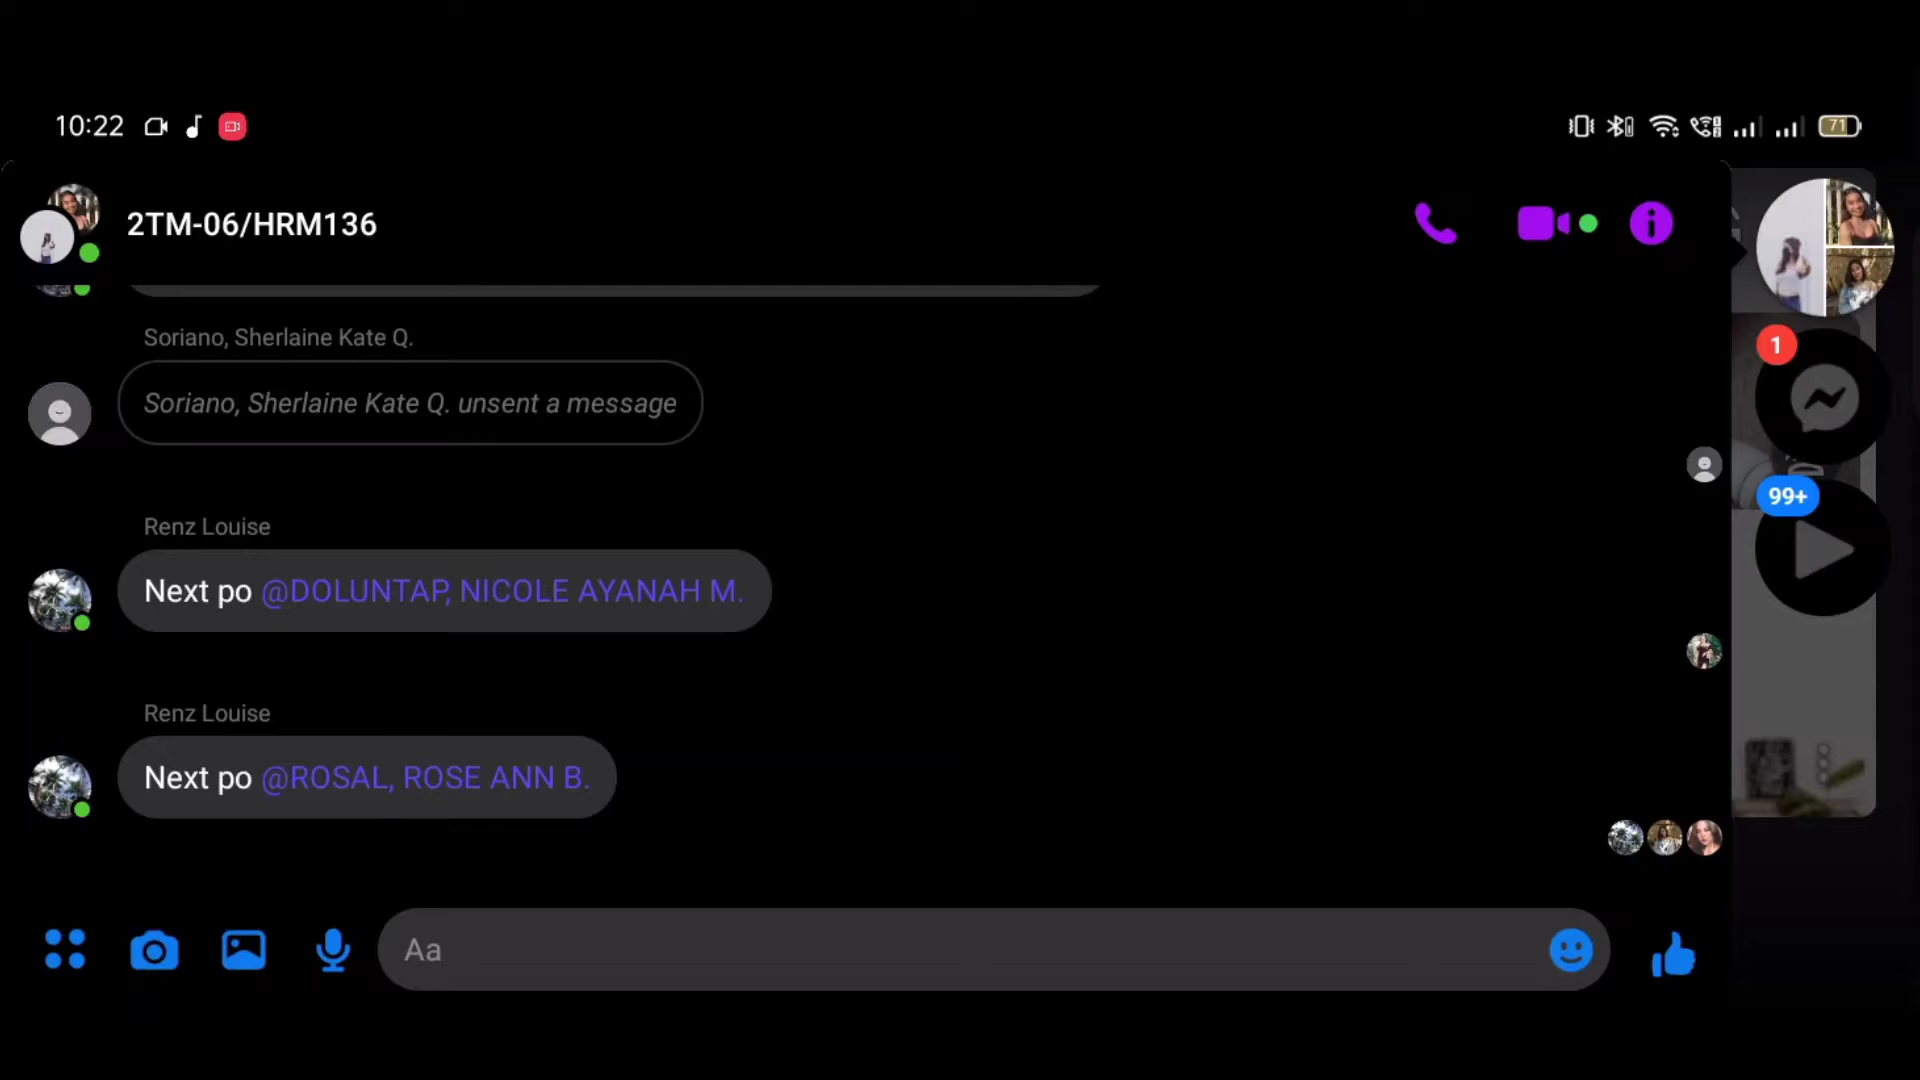 10:22
71
2TM-06/HRM136
Soriano, Sherlaine Kate Q.
Soriano, Sherlaine Kate Q. unsent a message
1
99+
Renz Louise
Next po @DOLUNTAP, NICOLE AYANAH M.
Renz Louise
Next po @ROSAL, ROSE ANN B.
Aa